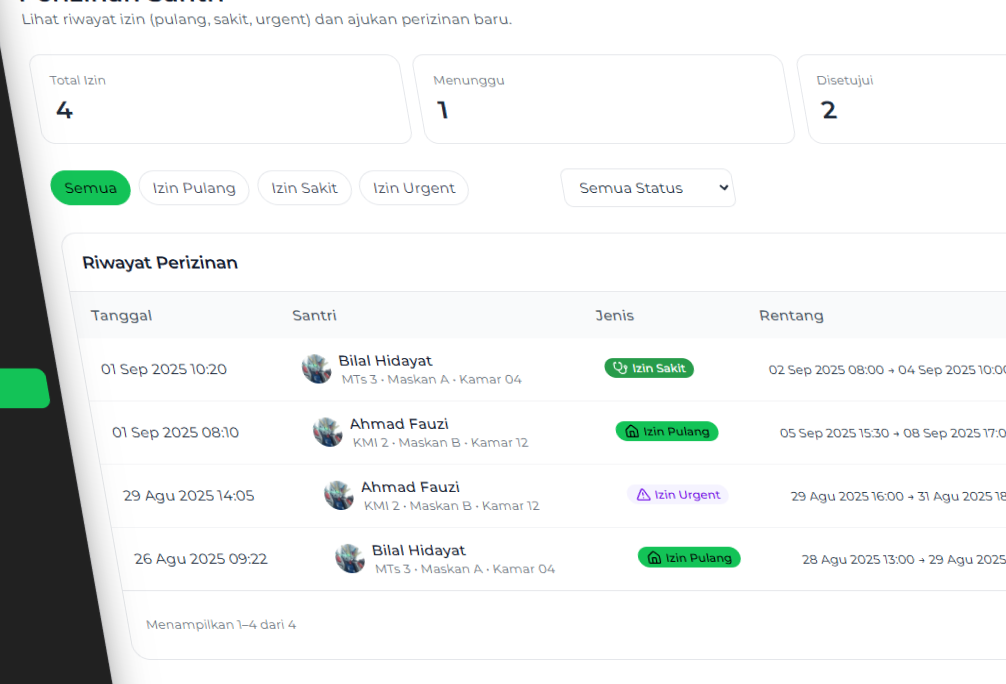 Perizinan Santri
Lihat riwayat izin (pulang, sakit, urgent) dan ajukan perizinan baru.
Total Izin
4
Menunggu
1
Disetujui
2
Semua
Izin Pulang
Izin Sakit
Izin Urgent
Semua Status
Riwayat Perizinan
Tanggal Santri Jenis Rentang
01 Sep 2025 10:20 Bilal Hidayat Izin Sakit 02 Sep 2025 08:00 → 04 Sep 2025 10:00
MTs 3 • Maskan A • Kamar 04
01 Sep 2025 08:10 Ahmad Fauzi Izin Pulang 05 Sep 2025 15:30 → 08 Sep 2025 17:0
KMI 2 • Maskan B • Kamar 12
29 Agu 2025 14:05 Ahmad Fauzi Izin Urgent 29 Agu 2025 16:00 → 31 Agu 2025 18
KMI 2 • Maskan B • Kamar 12
26 Agu 2025 09:22 Bilal Hidayat Izin Pulang 28 Agu 2025 13:00 → 29 Agu 2025
MTs 3 • Maskan A • Kamar 04
Menampilkan 1–4 dari 4